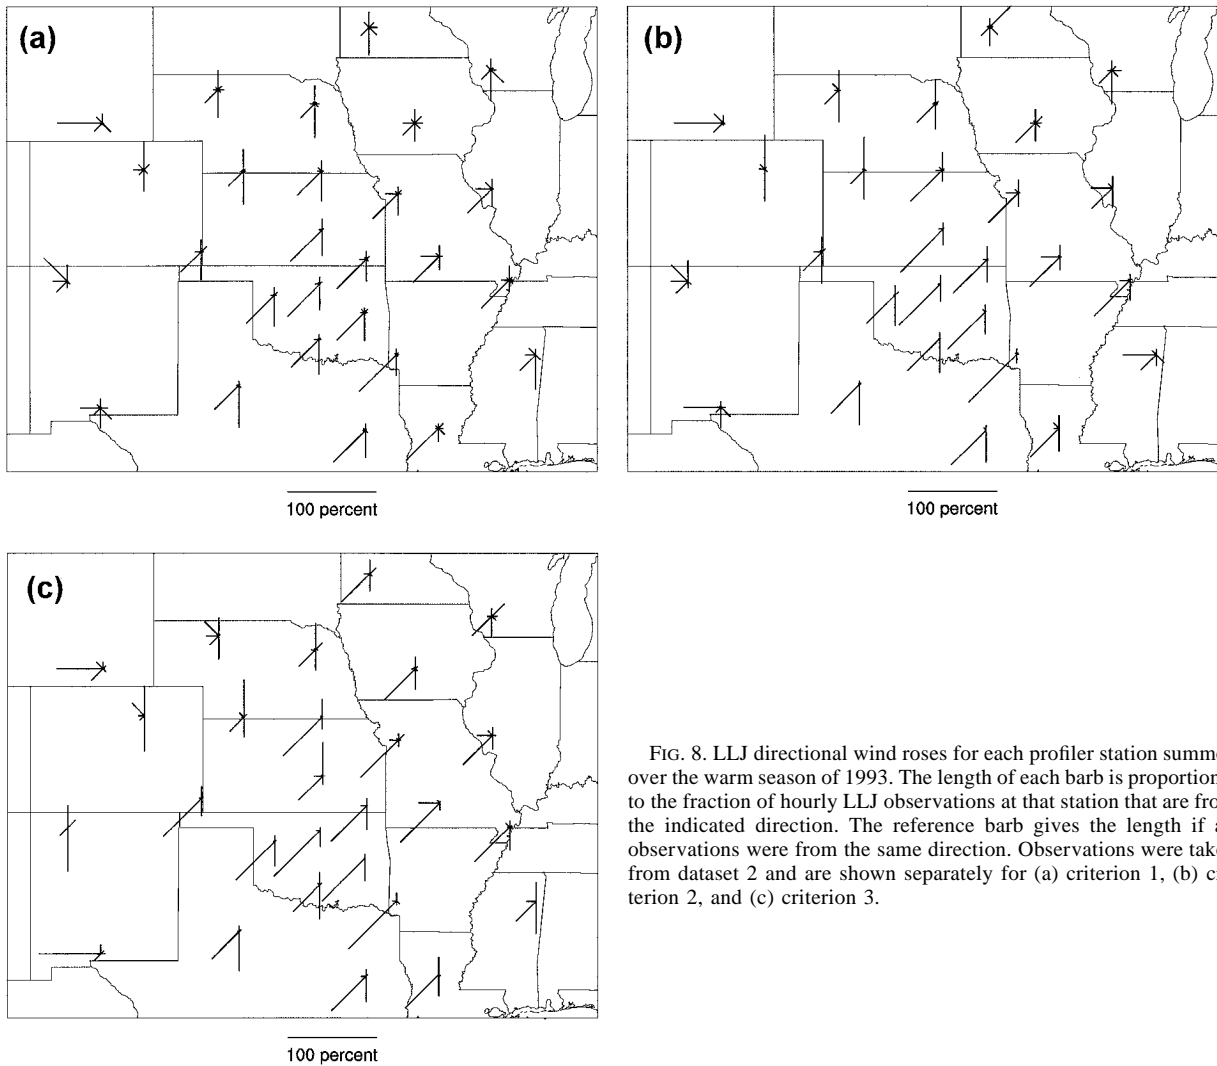 (a)
(b)
100 percent
100 percent
(c)
100 percent
FIG. 8. LLJ directional wind roses for each profiler station summe
over the warm season of 1993. The length of each barb is proportion
to the fraction of hourly LLJ observations at that station that are fro
the indicated direction. The reference barb gives the length if a
observations were from the same direction. Observations were take
from dataset 2 and are shown separately for (a) criterion 1, (b) c
terion 2, and (c) criterion 3.